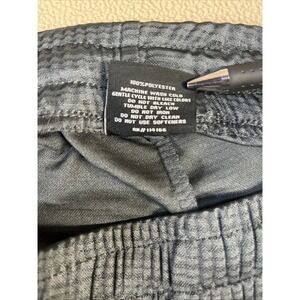 100% POLYESTER
MACHINE WASH COLD
GENTLE CYCLE WITH LIKE COLORS
DO NOT BLEACH
TUMBLE DRY LOW
DO NOT IRON
DO NOT DRY CLEAN
DO NOT USE SOFTENERS